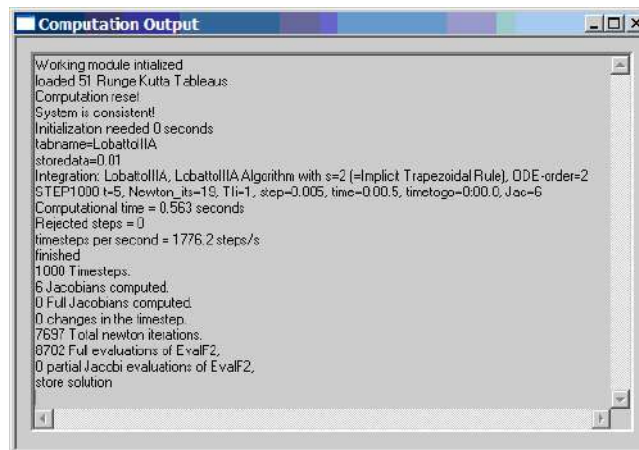 Computation Output
Working module intialized
loaded 51 Runge Kutta Tableaus
Computation reset
System is consistent!
Initialization needed 0 seconds
tabname=LobattoIIIA
storedata=0.01
Integration: LobattoIIIA, LobattoIIIA Algorithm with s=2 (=Implicit Trapezoidal Rule), ODE-order=2
STEP1000 t=5, Newton_its=19, TIi=1, step=0.005, time=0:00.5, timetogo=0:00.0, Jac=6
Computational time = 0.563 seconds
Rejected steps = 0
timesteps per second = 1776.2 steps/s
finished
1000 Timesteps.
6 Jacobians computed.
0 Full Jacobians computed.
0 changes in the timestep.
7697 Total newton iterations.
8702 Full evaluations of EvalF2,
0 partial Jacobi evaluations of EvalF2,
store solution